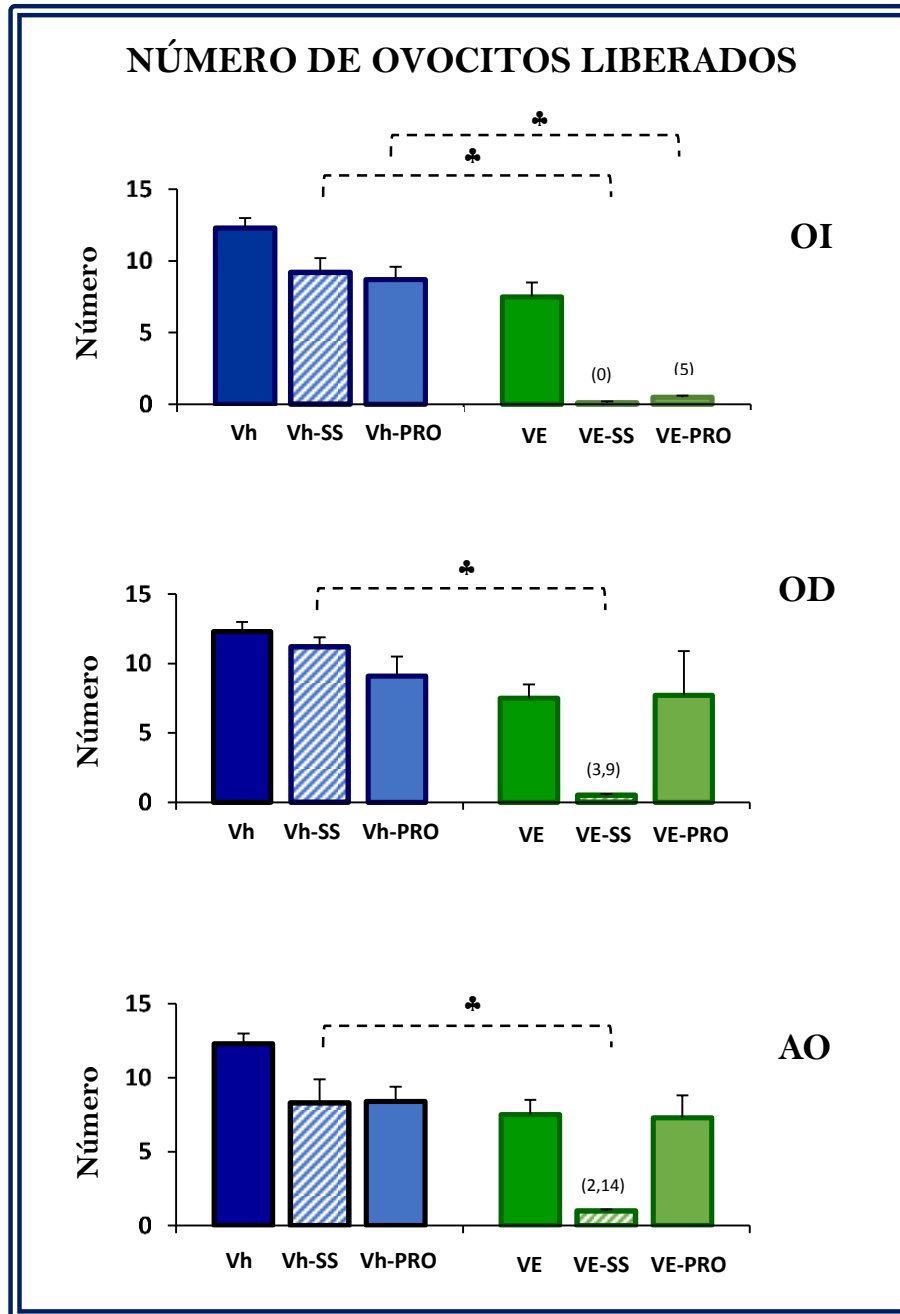 NÚMERO DE OVOCITOS LIBERADOS
♣
♣
OI
Número
15
10
5
0
(0)
(5)
Vh Vh-SS Vh-PRO VE VE-SS VE-PRO
♣
OD
Número
15
10
5
0
(3,9)
Vh Vh-SS Vh-PRO VE VE-SS VE-PRO
♣
AO
Número
15
10
5
0
(2,14)
Vh Vh-SS Vh-PRO VE VE-SS VE-PRO